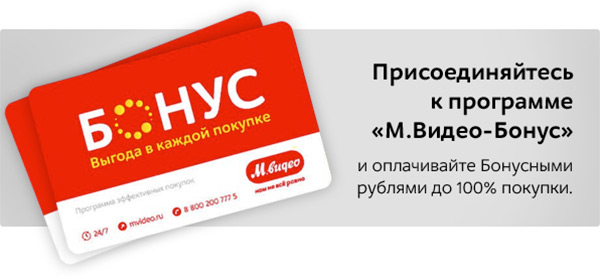 БОНУС
Выгода в каждой покупке
Программа эффективных покупок
М.видео
нам не всё равно
24/7 mvideo.ru 8 800 200 777 5
Присоединяйтесь
к программе
«М.Видео-Бонус»
и оплачивайте Бонусными
рублями до 100% покупки.